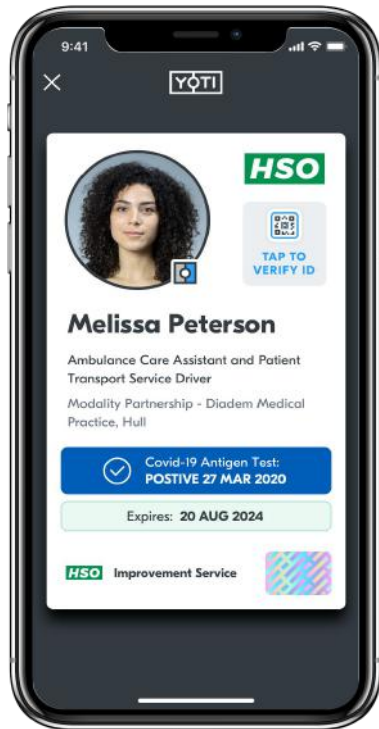 9:41
YOTI
HSO
TAP TO
VERIFY ID
Melissa Peterson
Ambulance Care Assistant and Patient
Transport Service Driver
Modality Partnership - Diadem Medical
Practice, Hull
Covid-19 Antigen Test:
POSTIVE 27 MAR 2020
Expires: 20 AUG 2024
HSO Improvement Service